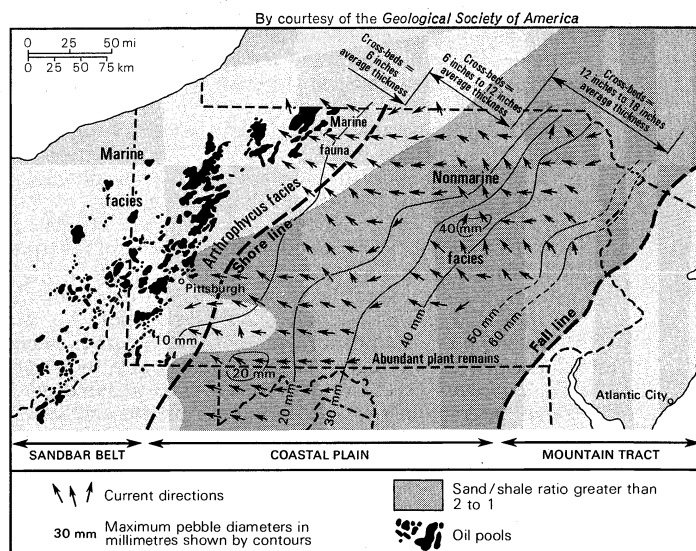 By courtesy of the Geological Society of America
0 25 50 mi
0 25 50 75 km
Cross-beds =
6 inches
average thickness
Cross-beds =
6 inches to 12 inches
average thickness
Cross-beds =
12 inches to 18 inches
average thickness
Marine
facies
Marine
fauna
Arthrophycus facies
Shore line
Nonmarine
facies
40 mm
Pittsburgh
10 mm
20 mm
20 mm
30 mm
40 mm
50 mm
60 mm
Fall line
Abundant plant remains
Atlantic City
SANDBAR BELT
COASTAL PLAIN
MOUNTAIN TRACT
Current directions
30 mm Maximum pebble diameters in
millimetres shown by contours
Sand/shale ratio greater than
2 to 1
Oil pools